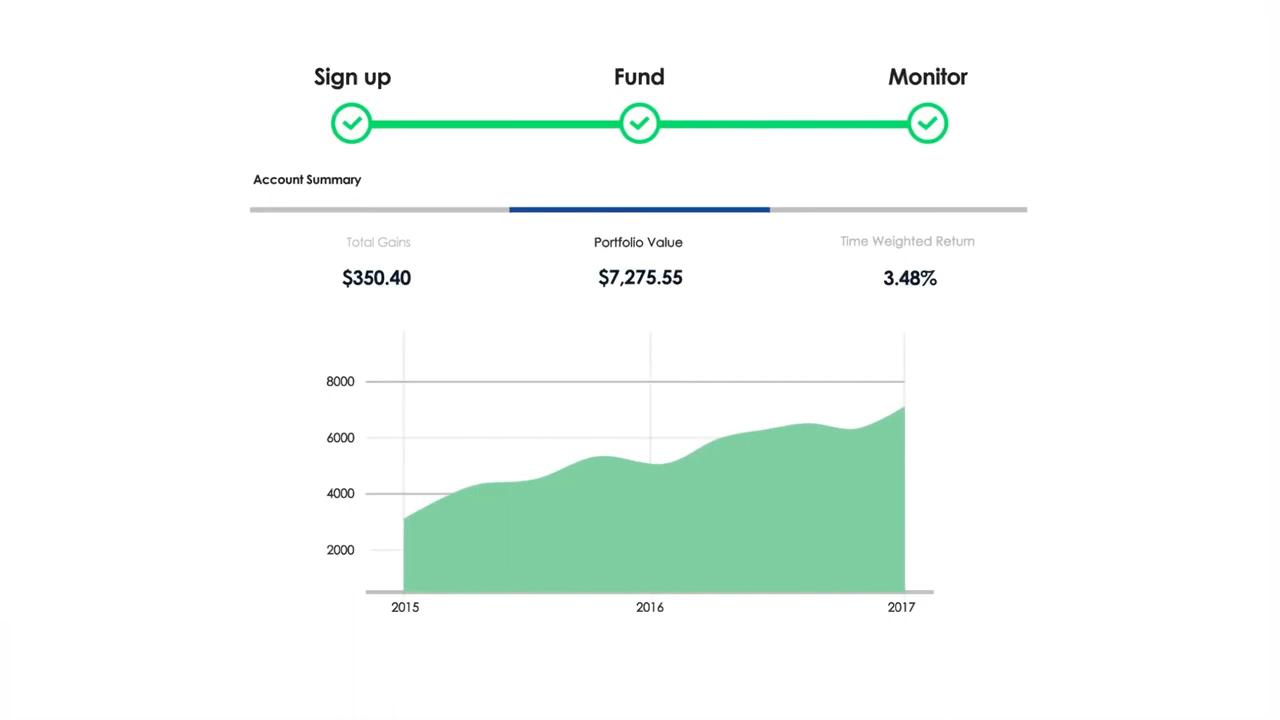 Sign up Fund Monitor
Account Summary
Total Gains Portfolio Value Time Weighted Return
$350.40 $7,275.55 3.48%
8000
6000
4000
2000
2015 2016 2017